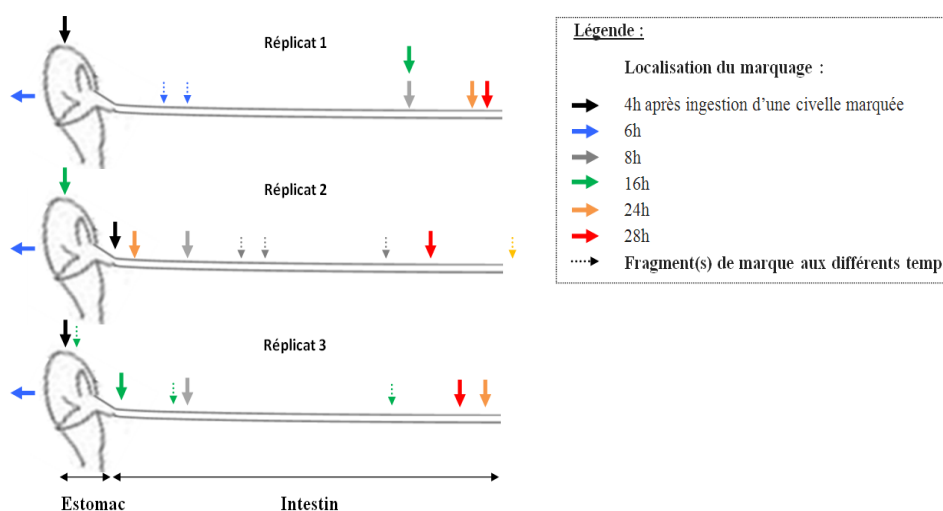 Réplicat 1
Réplicat 2
Réplicat 3
Estomac
Intestin
Légende :
Localisation du marquage :
4h après ingestion d’une civelle marquée
6h
8h
16h
24h
28h
Fragment(s) de marque aux différents temp